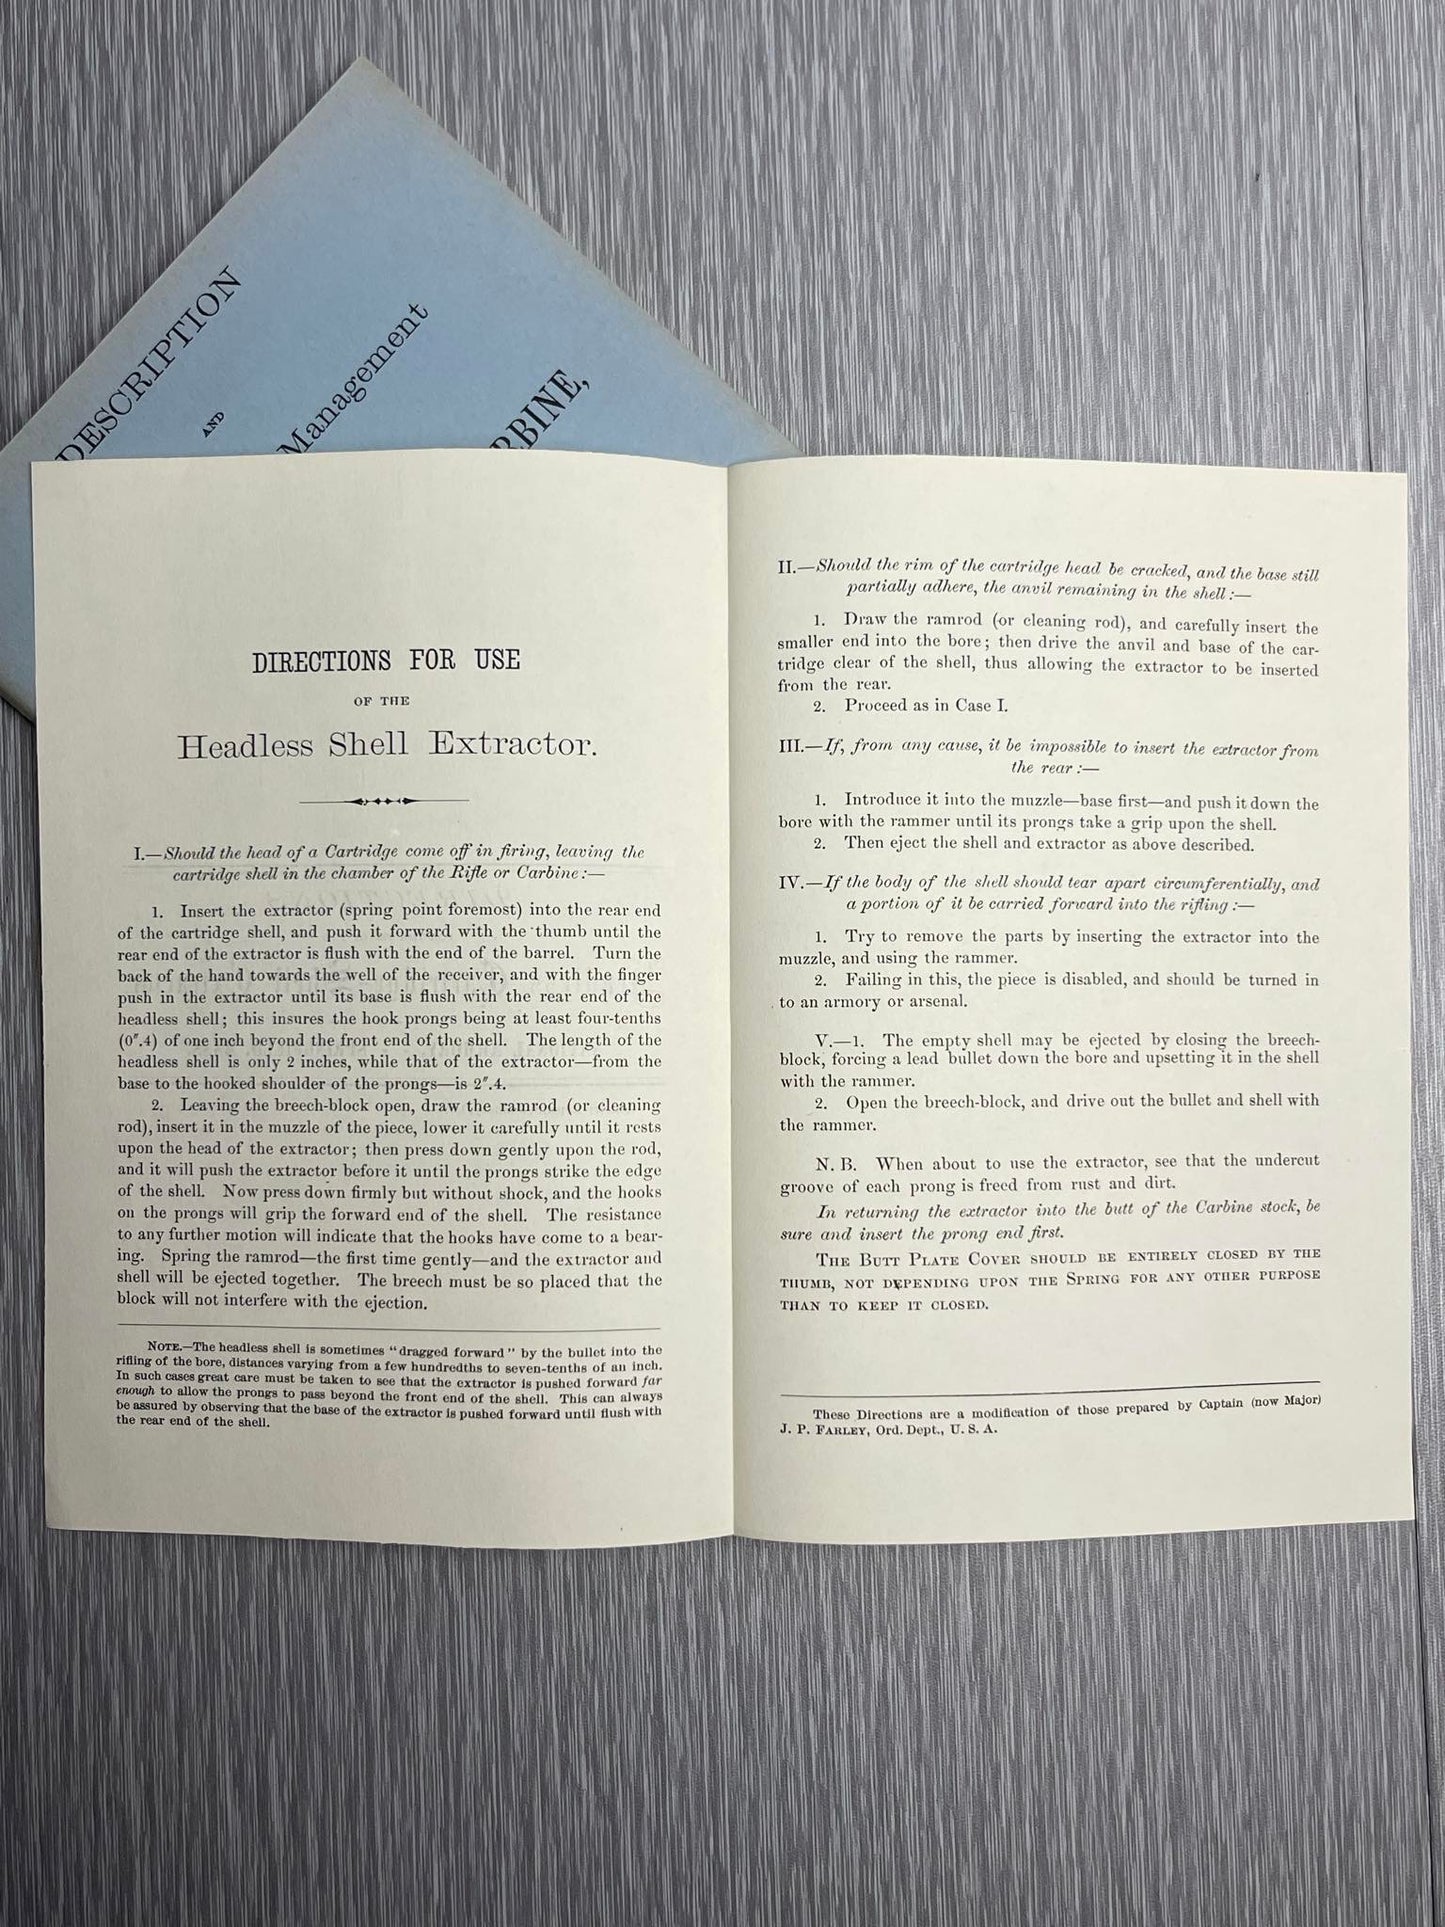 DESCRIPTION
AND
Management
RBINE,
DIRECTIONS FOR USE
OF THE
Headless Shell Extractor.
I.—Should the head of a Cartridge come off in firing, leaving the
cartridge shell in the chamber of the Rifle or Carbine:—
1. Insert the extractor (spring point foremost) into the rear end
of the cartridge shell, and push it forward with the thumb until the
rear end of the extractor is flush with the end of the barrel. Turn the
back of the hand towards the well of the receiver, and with the finger
push in the extractor until its base is flush with the rear end of the
headless shell; this insures the hook prongs being at least four-tenths
(0″.4) of one inch beyond the front end of the shell. The length of the
headless shell is only 2 inches, while that of the extractor—from the
base to the hooked shoulder of the prongs—is 2″.4.
2. Leaving the breech-block open, draw the ramrod (or cleaning
rod), insert it in the muzzle of the piece, lower it carefully until it rests
upon the head of the extractor; then press down gently upon the rod,
and it will push the extractor before it until the prongs strike the edge
of the shell. Now press down firmly but without shock, and the hooks
on the prongs will grip the forward end of the shell. The resistance
to any further motion will indicate that the hooks have come to a bear-
ing. Spring the ramrod—the first time gently—and the extractor and
shell will be ejected together. The breech must be so placed that the
block will not interfere with the ejection.
NOTE.—The headless shell is sometimes "dragged forward" by the bullet into the
rifling of the bore, distances varying from a few hundredths to seven-tenths of an inch.
In such cases great care must be taken to see that the extractor is pushed forward far
enough to allow the prongs to pass beyond the front end of the shell. This can always
be assured by observing that the base of the extractor is pushed forward until flush with
the rear end of the shell.
II.—Should the rim of the cartridge head be cracked, and the base still
partially adhere, the anvil remaining in the shell:—
1. Draw the ramrod (or cleaning rod), and carefully insert the
smaller end into the bore; then drive the anvil and base of the car-
tridge clear of the shell, thus allowing the extractor to be inserted
from the rear.
2. Proceed as in Case I.
III.—If, from any cause, it be impossible to insert the extractor from
the rear:—
1. Introduce it into the muzzle—base first—and push it down the
bore with the rammer until its prongs take a grip upon the shell.
2. Then eject the shell and extractor as above described.
IV.—If the body of the shell should tear apart circumferentially, and
a portion of it be carried forward into the rifling:—
1. Try to remove the parts by inserting the extractor into the
muzzle, and using the rammer.
2. Failing in this, the piece is disabled, and should be turned in
to an armory or arsenal.
V.—1. The empty shell may be ejected by closing the breech-
block, forcing a lead bullet down the bore and upsetting it in the shell
with the rammer.
2. Open the breech-block, and drive out the bullet and shell with
the rammer.
N. B. When about to use the extractor, see that the undercut
groove of each prong is freed from rust and dirt.
In returning the extractor into the butt of the Carbine stock, be
sure and insert the prong end first.
THE BUTT PLATE COVER SHOULD BE ENTIRELY CLOSED BY THE
THUMB, NOT DEPENDING UPON THE SPRING FOR ANY OTHER PURPOSE
THAN TO KEEP IT CLOSED.
These Directions are a modification of those prepared by Captain (now Major)
J. P. FARLEY, Ord. Dept., U. S. A.